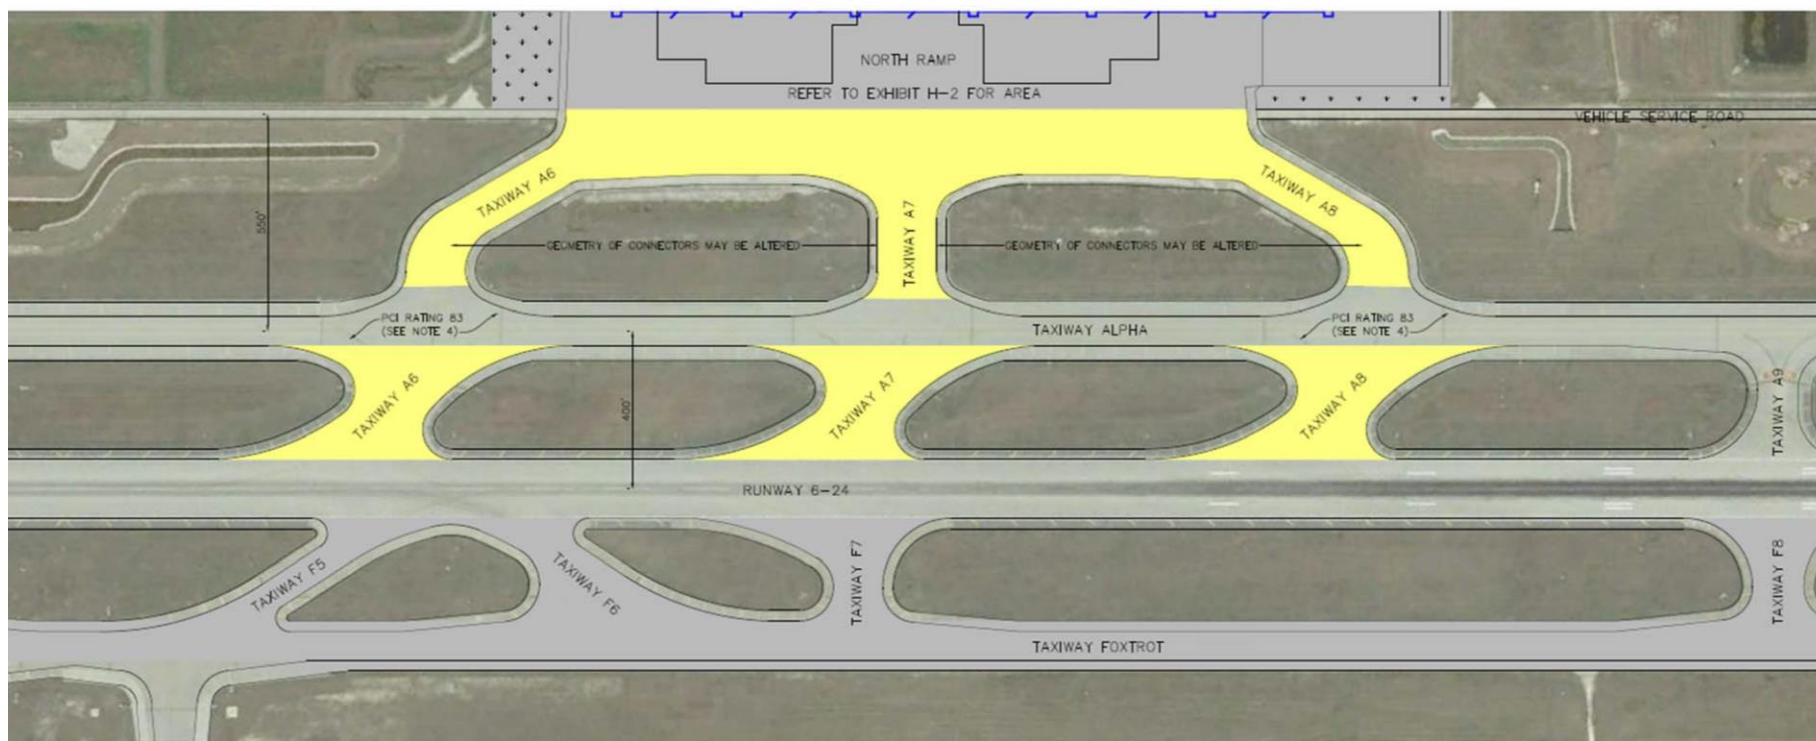 NORTH RAMP
REFER TO EXHIBIT H-2 FOR AREA
VEHICLE SERVICE ROAD
TAXIWAY A6
TAXIWAY A7
TAXIWAY A8
550'
GEOMETRY OF CONNECTORS MAY BE ALTERED
GEOMETRY OF CONNECTORS MAY BE ALTERED
PCI RATING 83
(SEE NOTE 4)
TAXIWAY ALPHA
PCI RATING 83
(SEE NOTE 4)
TAXIWAY A6
400'
TAXIWAY A7
TAXIWAY A8
TAXIWAY A9
RUNWAY 6-24
TAXIWAY F5
TAXIWAY F6
TAXIWAY F7
TAXIWAY F8
TAXIWAY FOXTROT